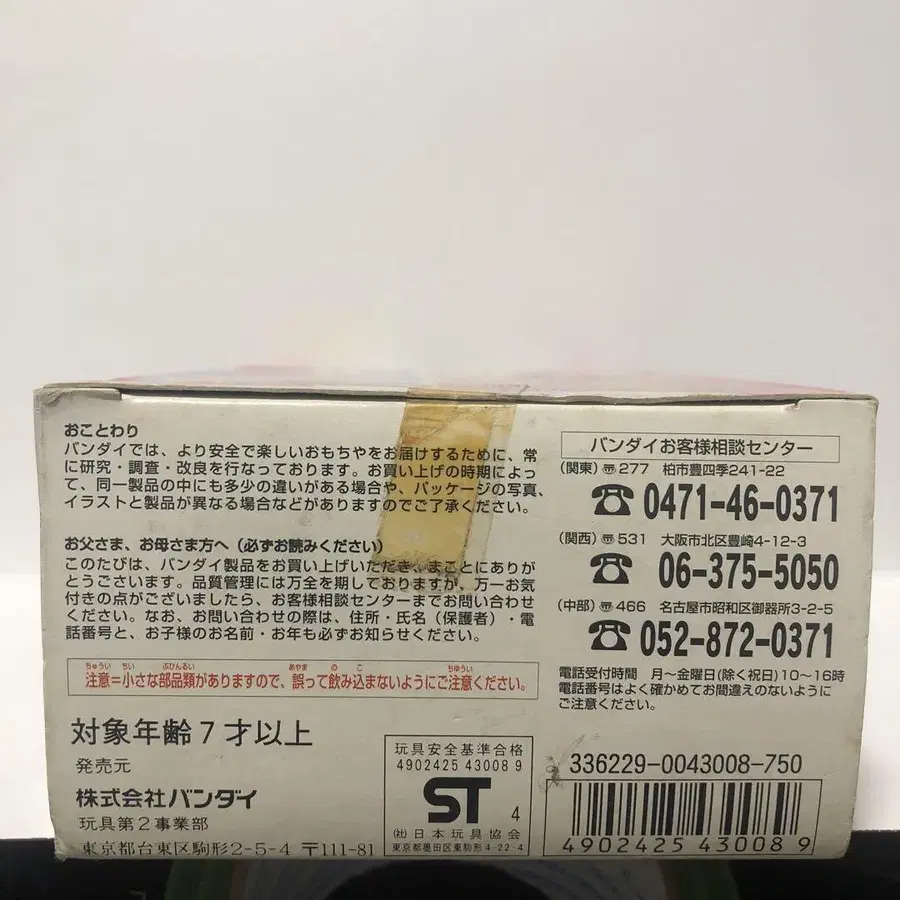 おことわり
バンダイでは、より安全で楽しいおもちやをお届けするために、常
に研究・調査・改良を行なっております。お買い上げの時期によっ
て、同一製品の中にも多少の違いがある場合や、パッケージの写真、
イラストと製品が異なる場合などがありますのでご了承ください。
お父さま、お母さま方へ(必ずお読みください)
このたびは、バンダイ製品をお買い上げいただき、まことにありが
とうございます。品質管理には万全を期しておりますが、万一お気
付きの点がございましたら、お客様相談センターまでお問い合わせ
ください。なお、お問い合わせの際は、住所・氏名(保護者)・電
話番号と、お子様のお名前・お年も必ずお知らせください。
ちゅうい ちい ぶひんるい あやま の こ ちゆうい
注意=小さな部品類がありますので、誤って飲み込まないようにご注意ください。
対象年齢7才以上
発売元
株式会社バンダイ
玩具第2事業部
東京都台東区駒形2-5-4 〒111-81
玩具安全基準合格
4902425 43008 9
ST 4
(社)日本玩具協会
東京都墨田区東駒形4-22-4
バンダイお客様相談センター
(関東)〠277 柏市豊四季241-22
☎0471-46-0371
(関西)〠531 大阪市北区豊崎4-12-3
☎06-375-5050
(中部)〠466 名古屋市昭和区御器所3-2-5
☎052-872-0371
電話受付時間 月~金曜日(除く祝日)10~16時
電話番号はよく確かめてお間違えのないように
ご注意ください。
336229-0043008-750
4902425 430089